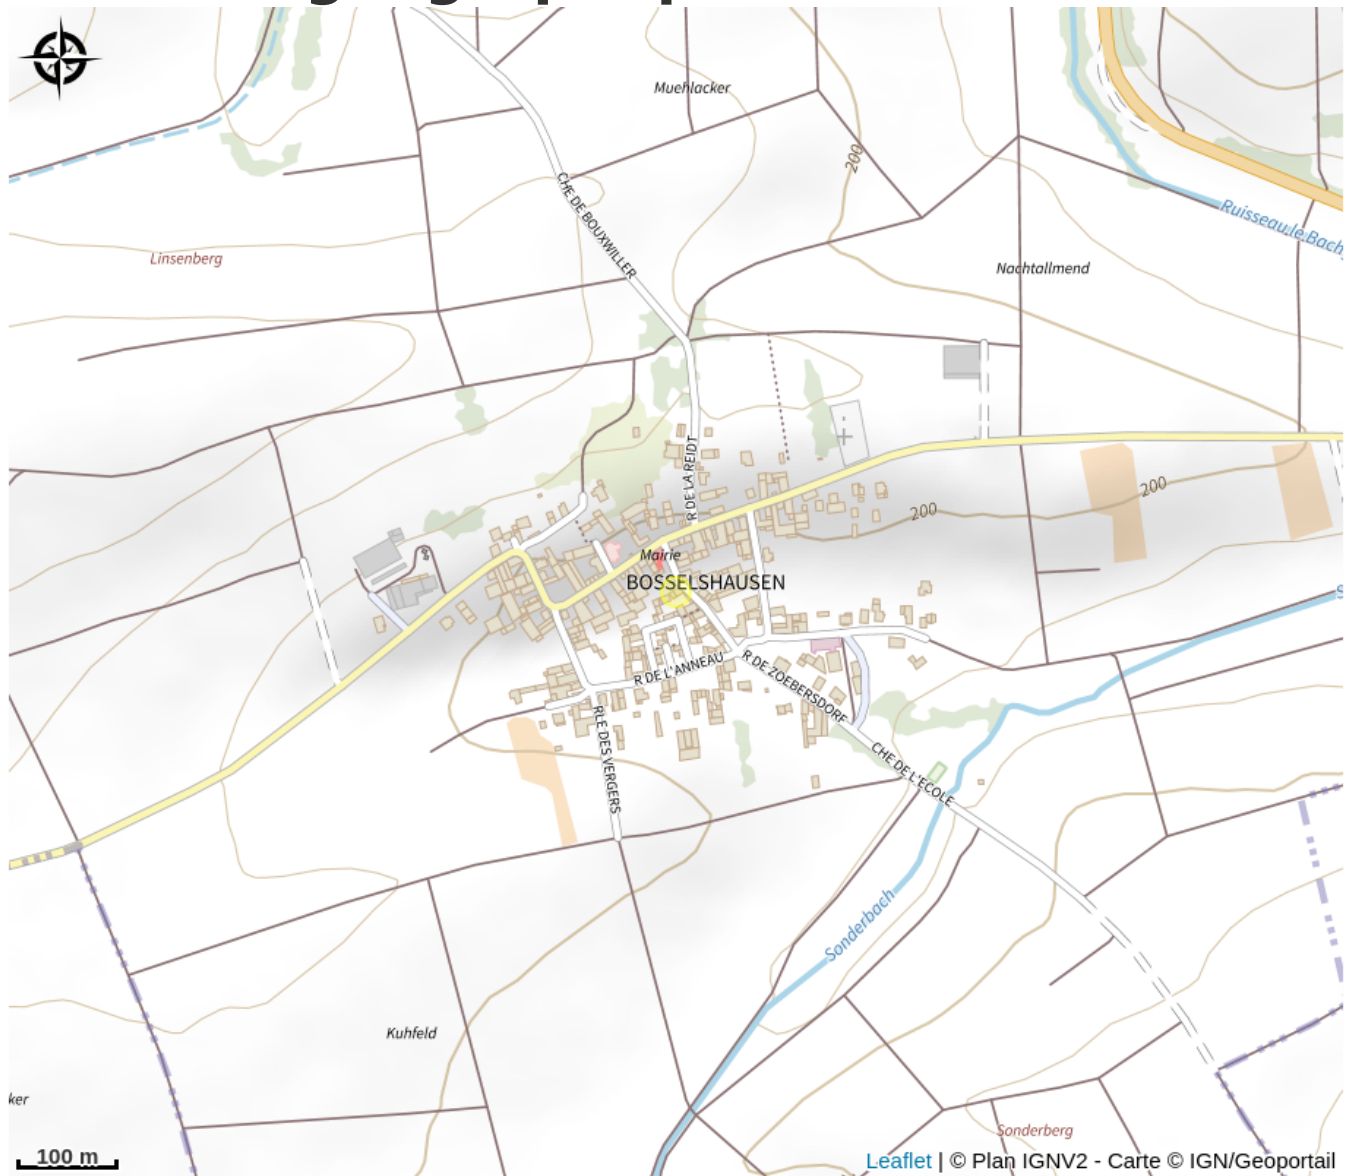 Muehlacker
200
CHE DE BOUXWILLER
Ruisseau le Bach
Linsenberg
Nachtallmend
R DE LA REIDT
200
200
Mairie
BOSSELSHAUSEN
R DE L'ANNEAU
R DE ZOEBERSDORF
RLE DES VERGERS
CHE DE L'ECOLE
Sonderbach
Kuhfeld
ker
Sonderberg
100 m
Leaflet | © Plan IGNV2 - Carte © IGN/Geoportail